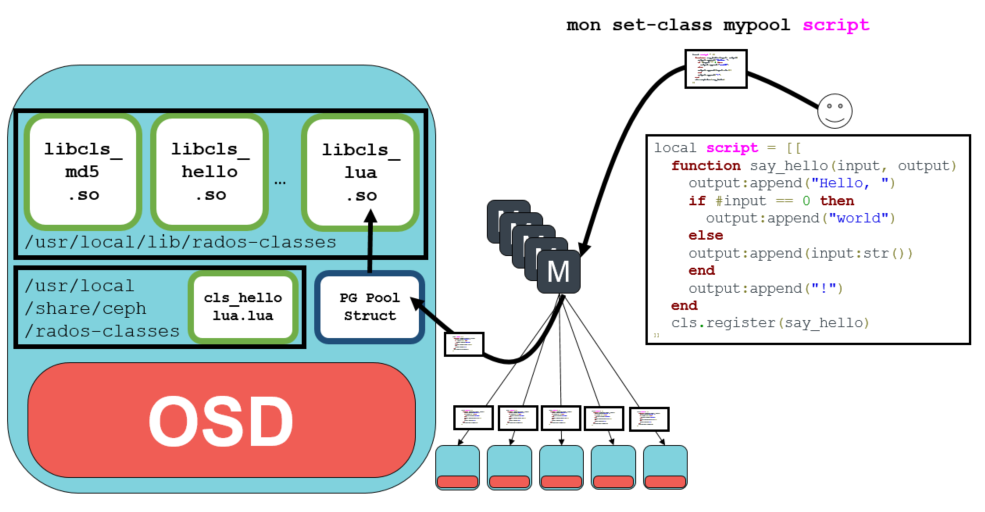 mon set-class mypool script
libcls_
md5
.so
libcls_
hello
.so
...
libcls_
lua
.so
/usr/local/lib/rados-classes
/usr/local
/share/ceph
/rados-classes
cls_hello
lua.lua
PG Pool
Struct
OSD
M
local script = [[
function say_hello(input, output)
output:append("Hello, ")
if #input == 0 then
output:append("world")
else
output:append(input:str())
end
output:append("!")
end
cls.register(say_hello)
]]